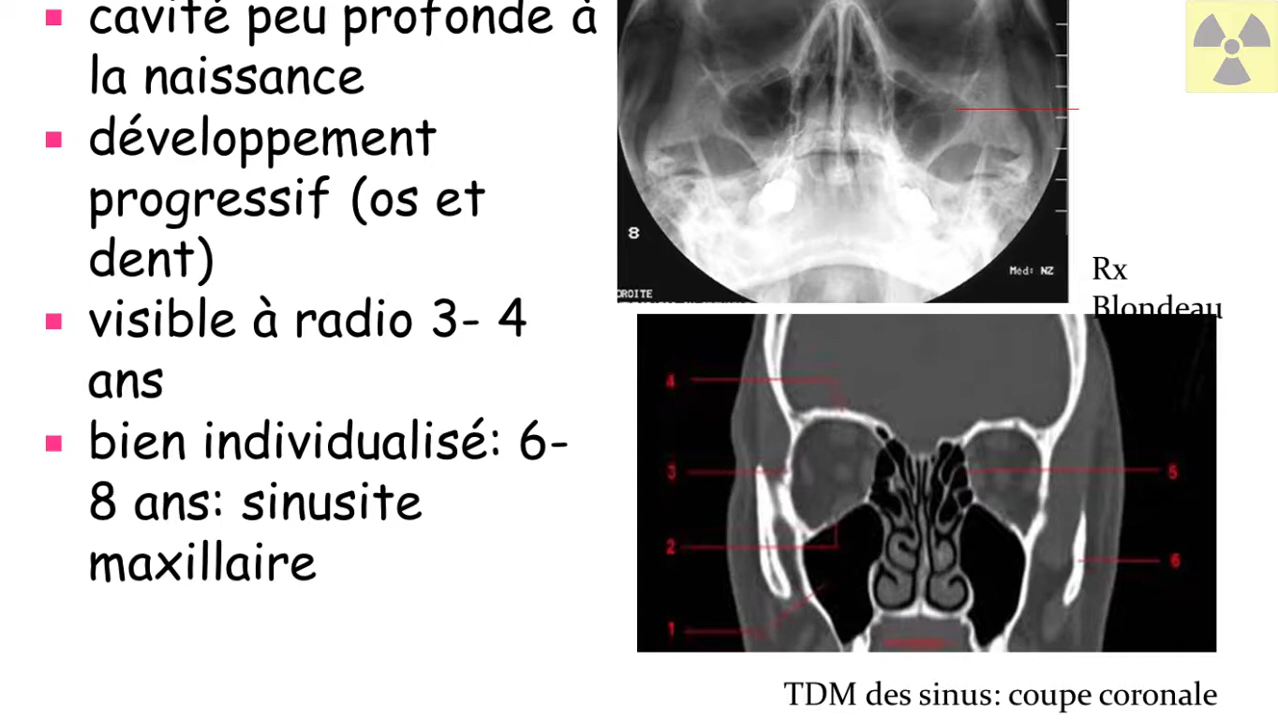 cavité peu profonde à
la naissance
développement
progressif (os et
dent)
visible à radio 3- 4
ans
bien individualisé: 6-
8 ans: sinusite
maxillaire
8
Méd: NZ
DROITE
Rx
Blondeau
4
3
5
2
6
1
TDM des sinus: coupe coronale